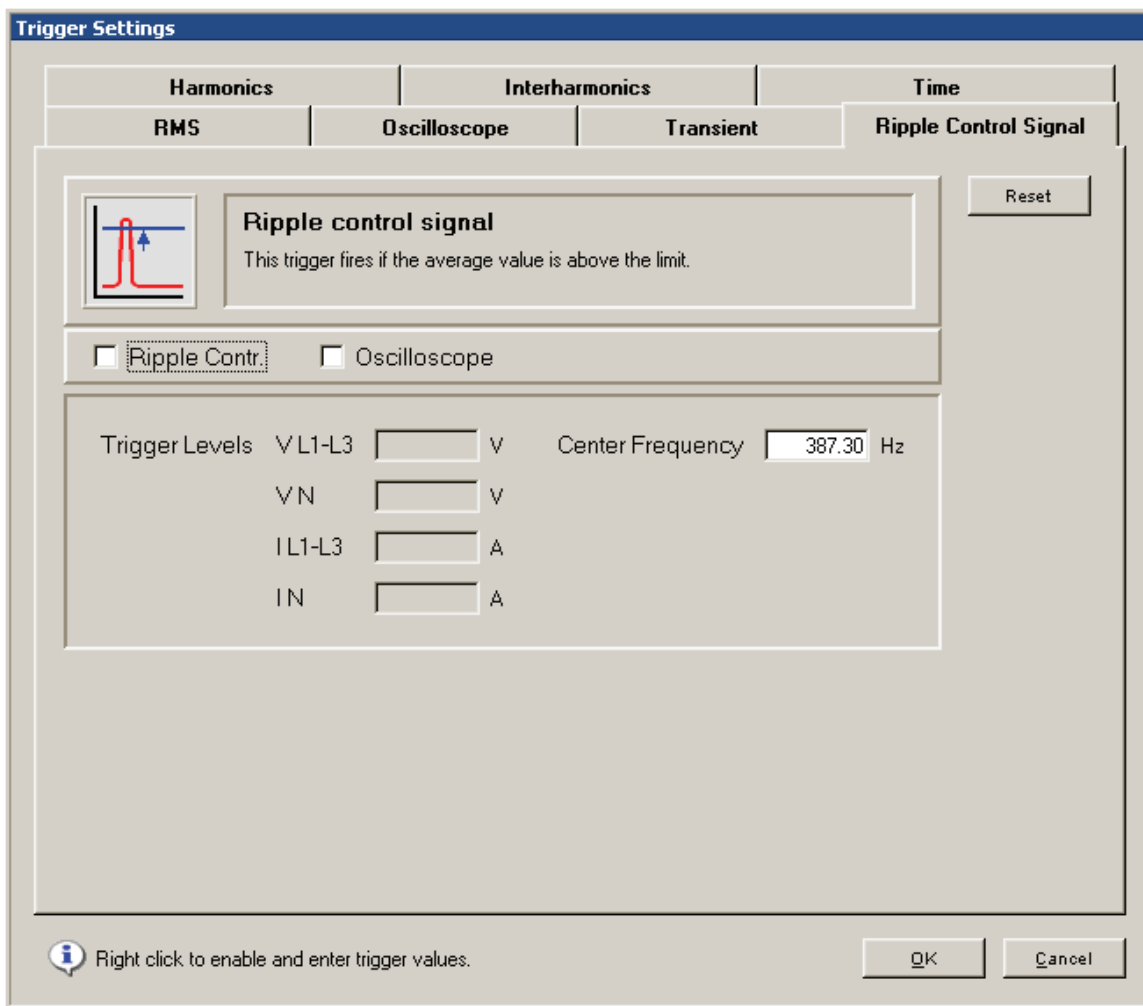 Trigger Settings
Harmonics Interharmonics Time
RMS Oscilloscope Transient Ripple Control Signal
Ripple control signal
This trigger fires if the average value is above the limit.
Reset
Ripple Contr. Oscilloscope
Trigger Levels V L1-L3 V Center Frequency 387.30 Hz
V N V
I L1-L3 A
I N A
Right click to enable and enter trigger values.
OK Cancel